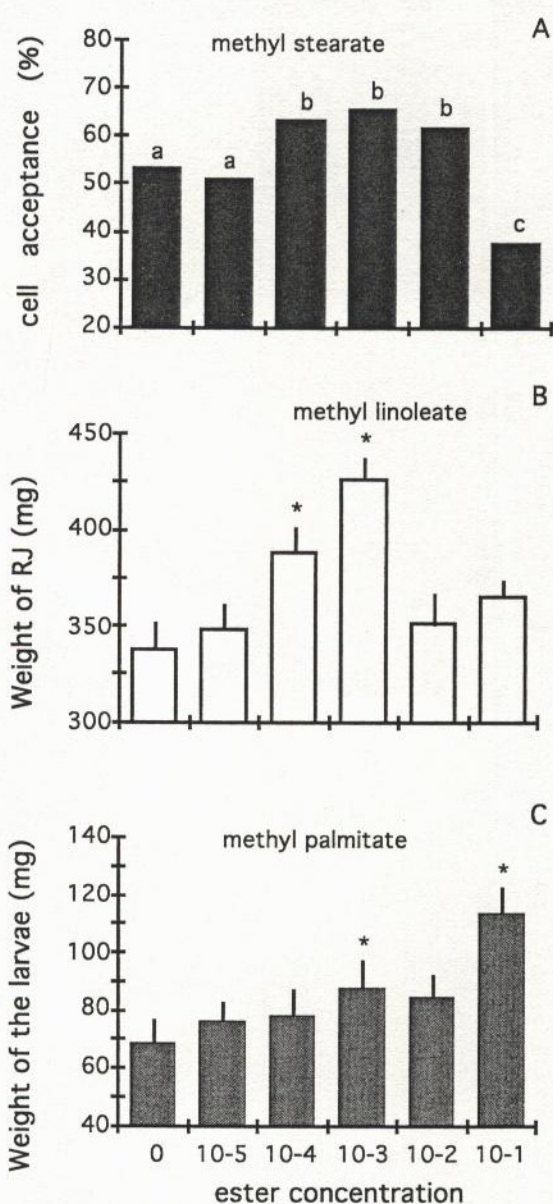 A
methyl stearate
cell acceptance (%)
80
70
60
50
40
30
20
a
a
b
b
b
c
B
methyl linoleate
Weight of RJ (mg)
450
400
350
300
*
*
C
methyl palmitate
Weight of the larvae (mg)
140
120
100
80
60
40
*
*
0 10-5 10-4 10-3 10-2 10-1
ester concentration